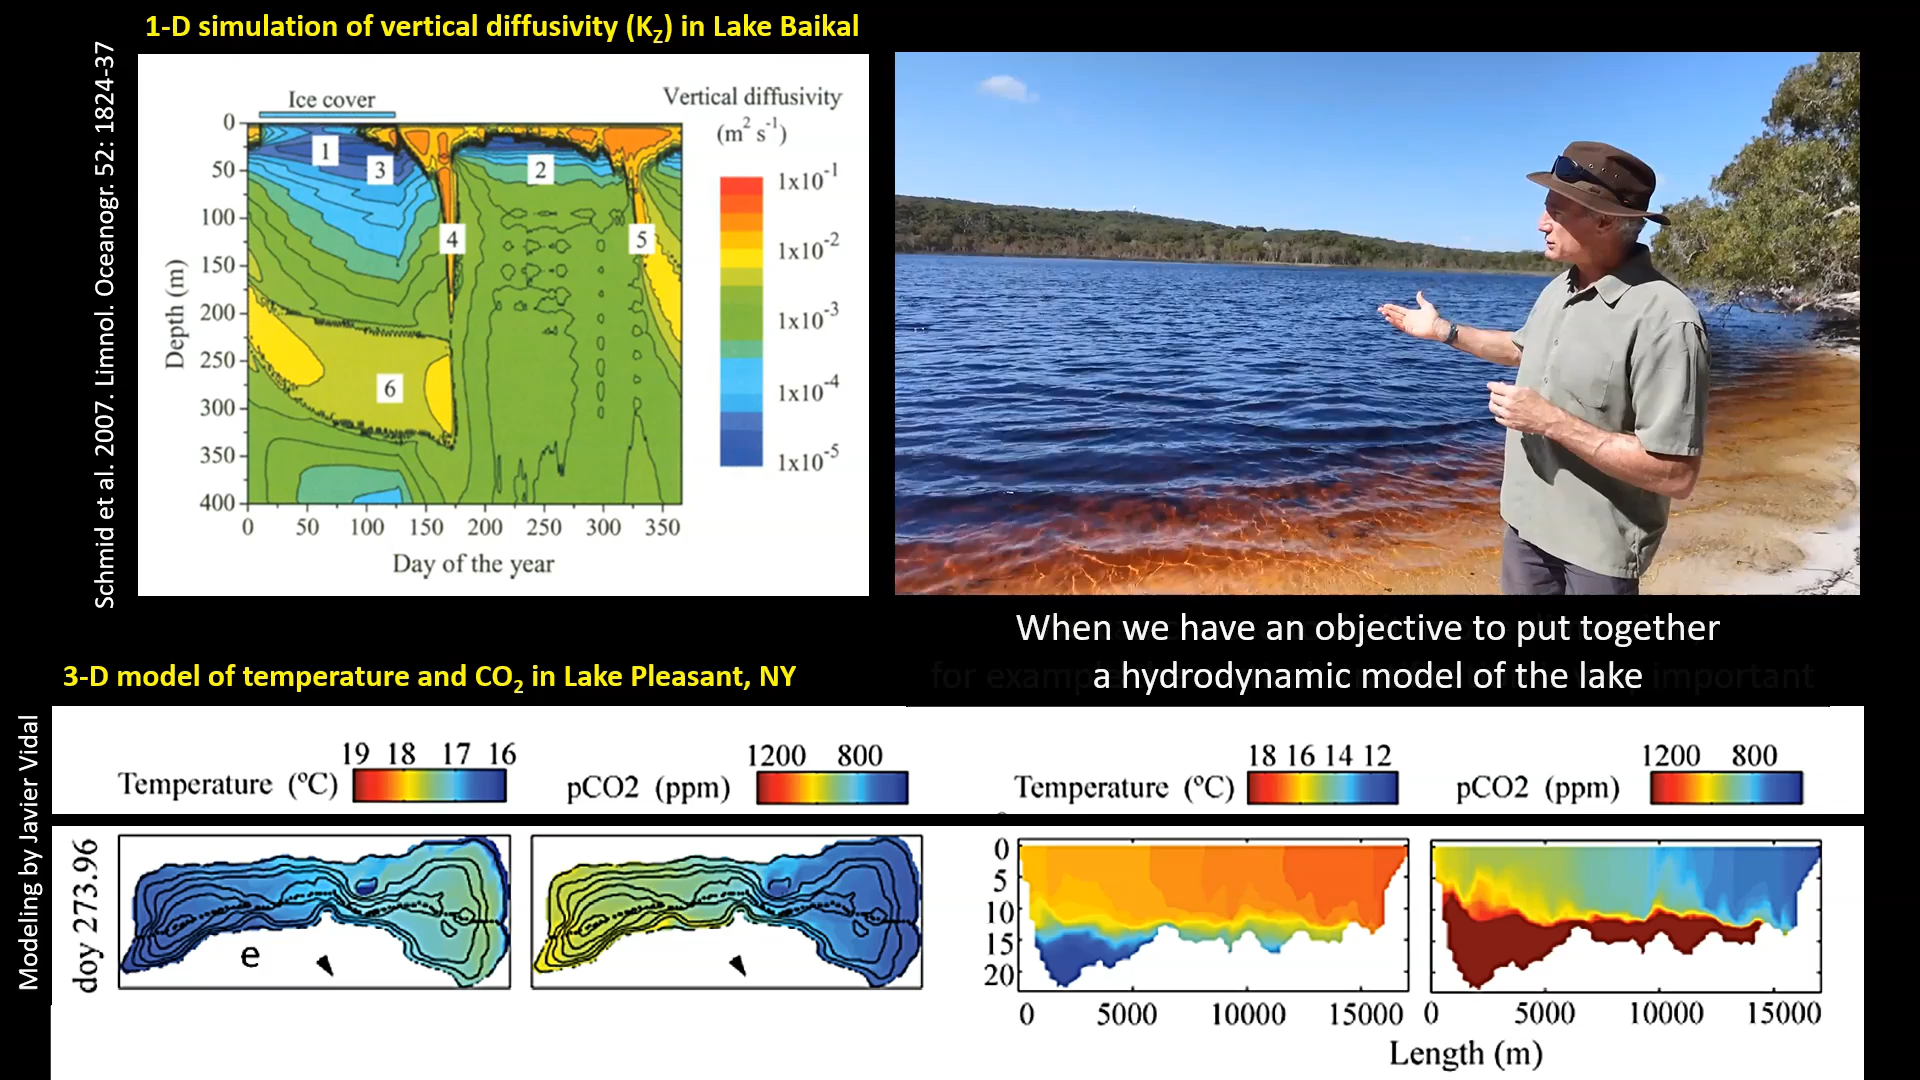 1-D simulation of vertical diffusivity (KZ) in Lake Baikal
Schmid et al. 2007. Limnol. Oceanogr. 52: 1824-37
Ice cover
Vertical diffusivity
(m2 s-1)
0
50
100
150
200
250
300
350
400
Depth (m)
1
3
2
4
5
6
1x10-1
1x10-2
1x10-3
1x10-4
1x10-5
0 50 100 150 200 250 300 350
Day of the year
When we have an objective to put together
a hydrodynamic model of the lake
for example
important
3-D model of temperature and CO2 in Lake Pleasant, NY
Modeling by Javier Vidal
19 18 17 16
Temperature (ºC)
1200 800
pCO2 (ppm)
18 16 14 12
Temperature (ºC)
1200 800
pCO2 (ppm)
doy 273.96
e
0
5
10
15
20
0 5000 10000 15000
0 5000 10000 15000
Length (m)